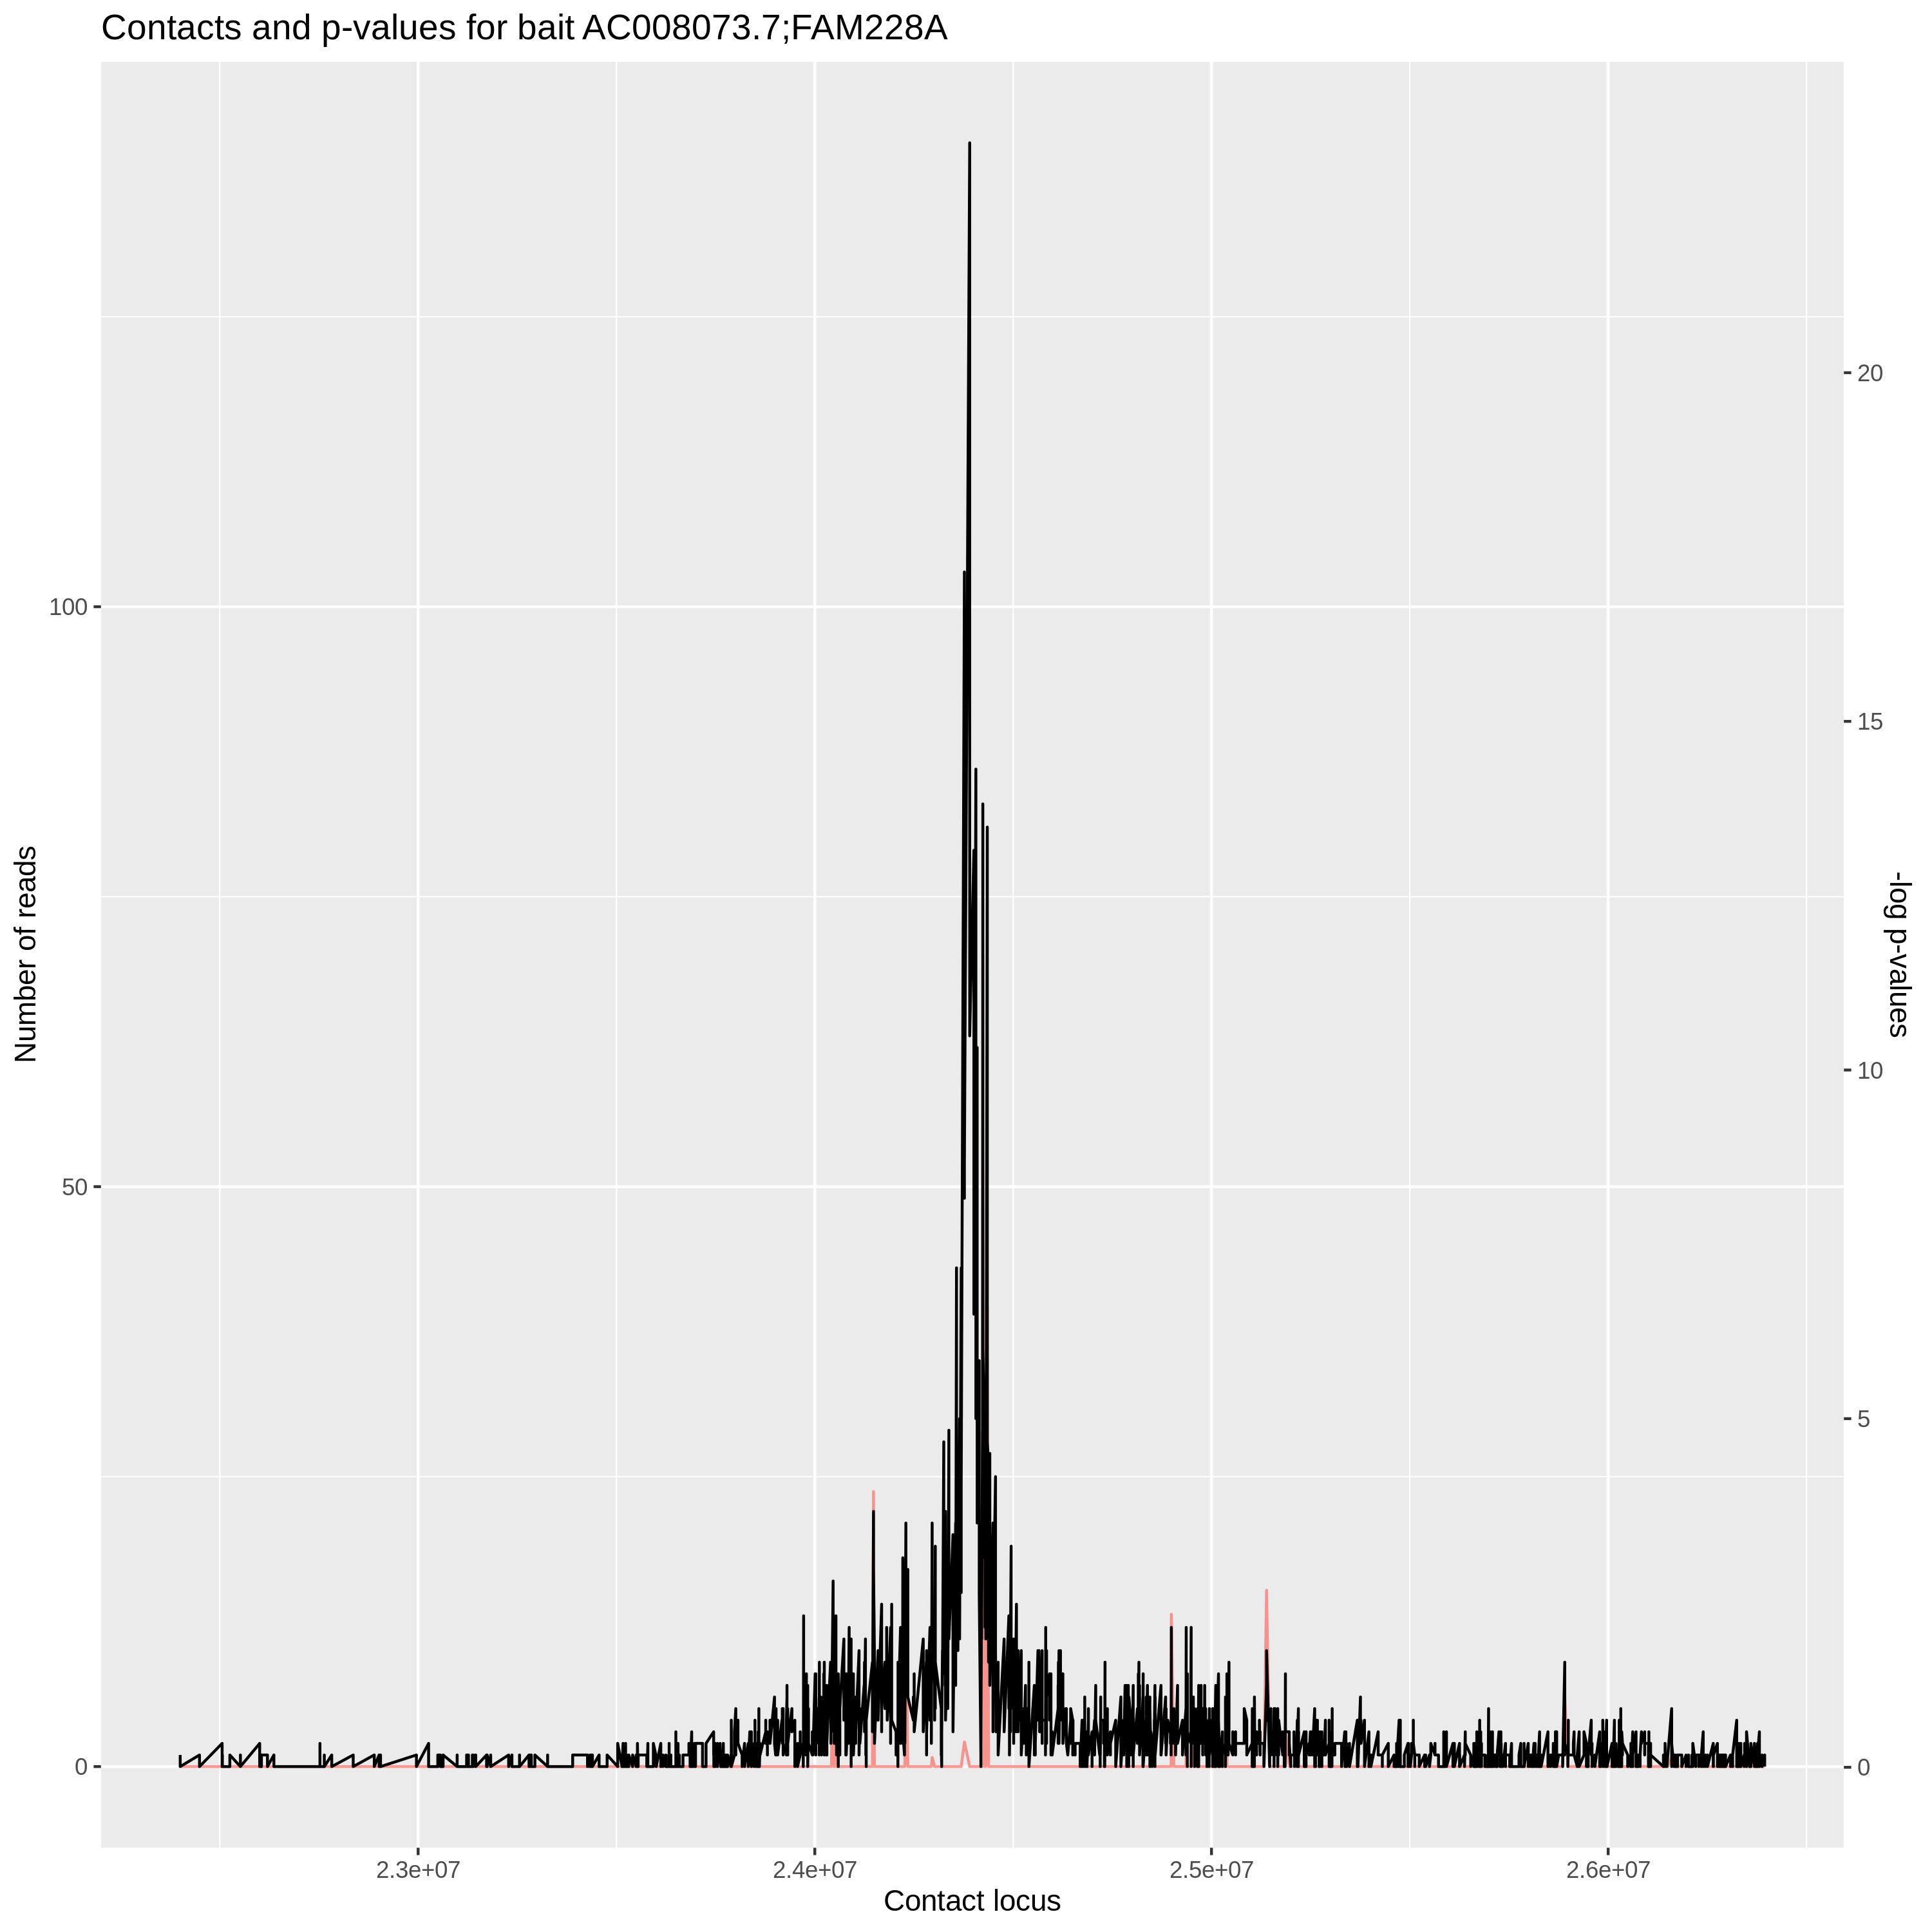 Contacts and p-values for bait AC008073.7;FAM228A
Number of reads
100
50
0
20
15
10
5
0
-log p-values
2.3e+07
2.4e+07
2.5e+07
2.6e+07
Contact locus